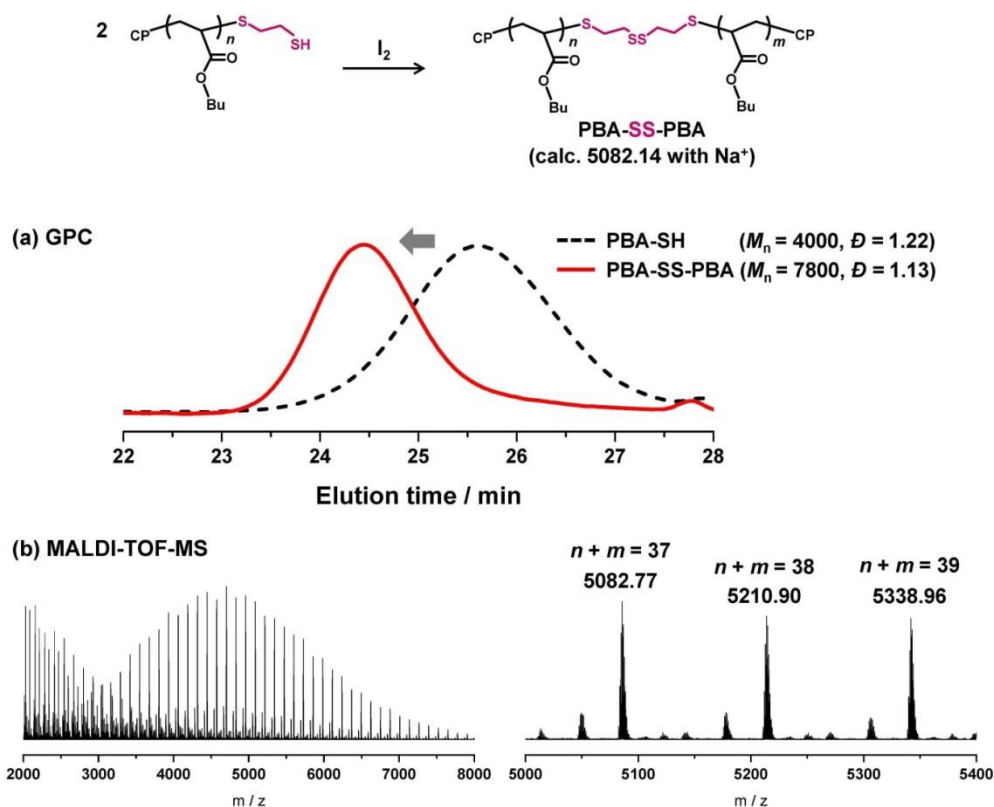 2
CP
n
S
SH
O
O
Bu
I₂
CP
n
S
SS
S
m
CP
O
O
Bu
O
O
Bu
PBA-SS-PBA
(calc. 5082.14 with Na⁺)
(a) GPC
PBA-SH (Mn = 4000, Đ = 1.22)
PBA-SS-PBA (Mn = 7800, Đ = 1.13)
22 23 24 25 26 27 28
Elution time / min
(b) MALDI-TOF-MS
n + m = 37
5082.77
n + m = 38
5210.90
n + m = 39
5338.96
2000 3000 4000 5000 6000 7000 8000
m / z
5000 5100 5200 5300 5400
m / z